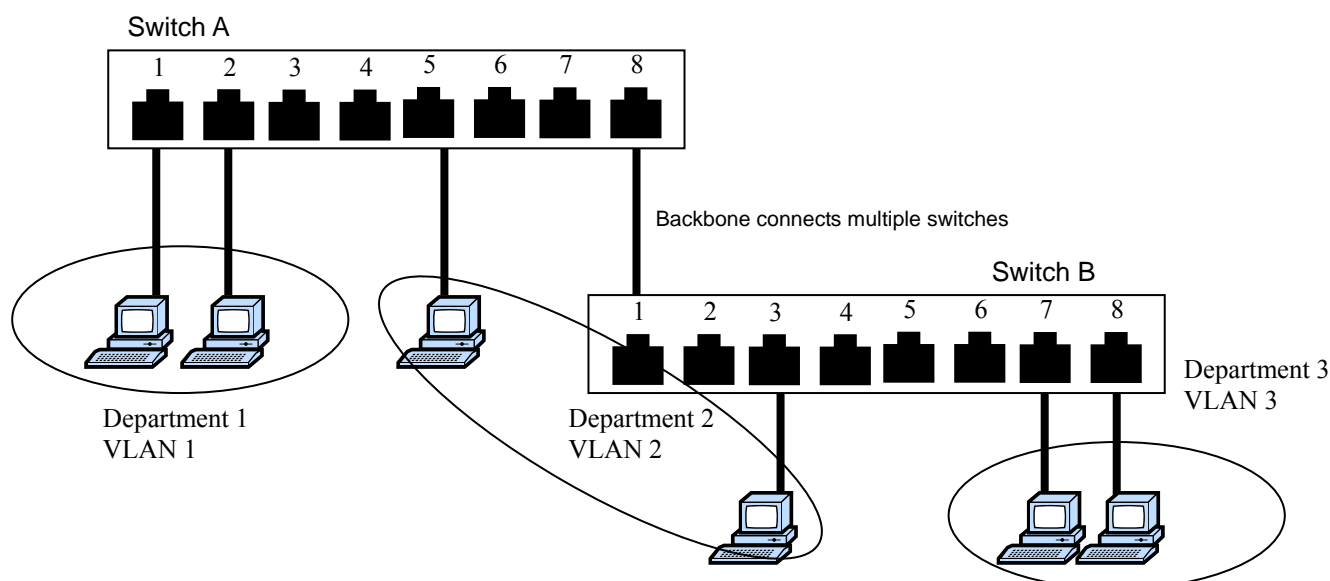 Switch A
1 2 3 4 5 6 7 8
Backbone connects multiple switches
Switch B
1 2 3 4 5 6 7 8
Department 1
VLAN 1
Department 2
VLAN 2
Department 3
VLAN 3